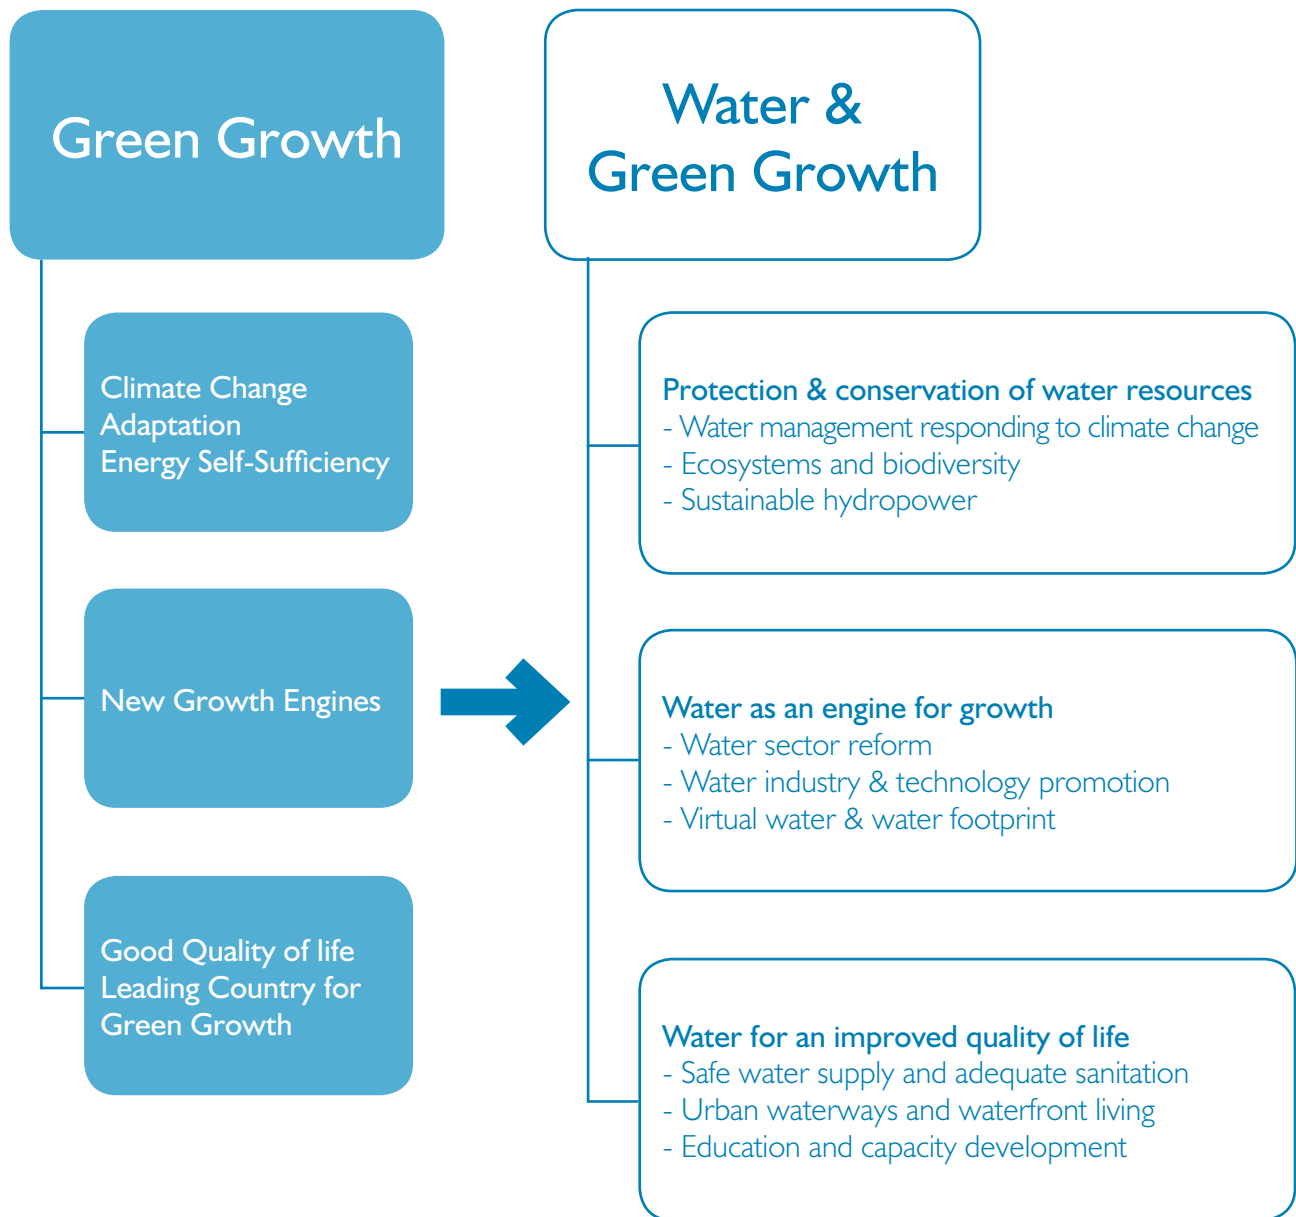 Green Growth
Climate Change
Adaptation
Energy Self-Sufficiency
New Growth Engines
Good Quality of life
Leading Country for
Green Growth
Water &
Green Growth
Protection & conservation of water resources
- Water management responding to climate change
- Ecosystems and biodiversity
- Sustainable hydropower
Water as an engine for growth
- Water sector reform
- Water industry & technology promotion
- Virtual water & water footprint
Water for an improved quality of life
- Safe water supply and adequate sanitation
- Urban waterways and waterfront living
- Education and capacity development